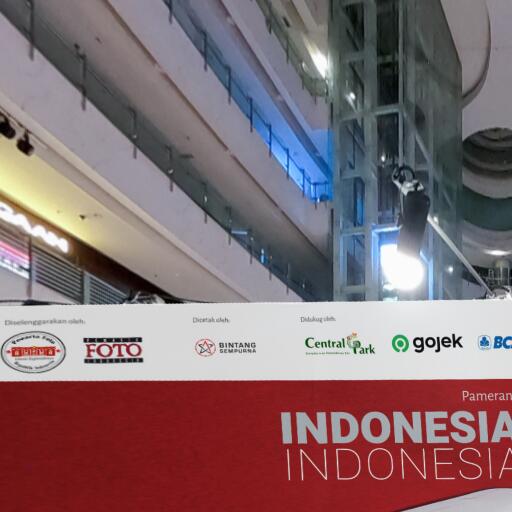 Diselenggarakan oleh:
Dicetak oleh:
Didukung oleh:
FOTO
BINTANG
SEMPURNA
Central Park
gojek
BC
Pameran
INDONESIA
INDONESIA